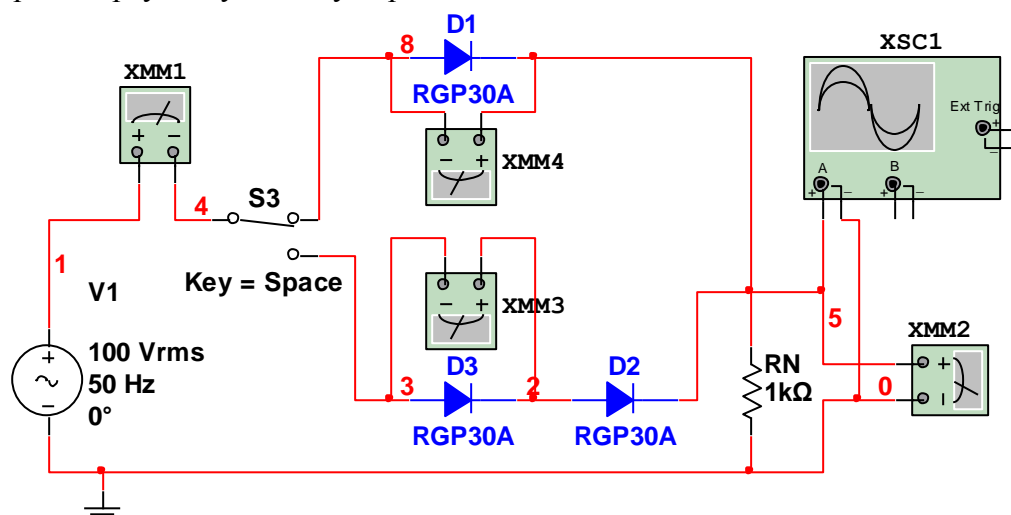 D1
8
XSC1
XMM1
RGP30A
Ext Trig
+
–
+ –
A
B
+ –
+ –
– +
XMM4
4
S3
1
Key = Space
– +
XMM3
V1
5
XMM2
+
100 Vrms
50 Hz
0°
–
D3
D2
RN
1kΩ
3
2
0
+
–
RGP30A
RGP30A